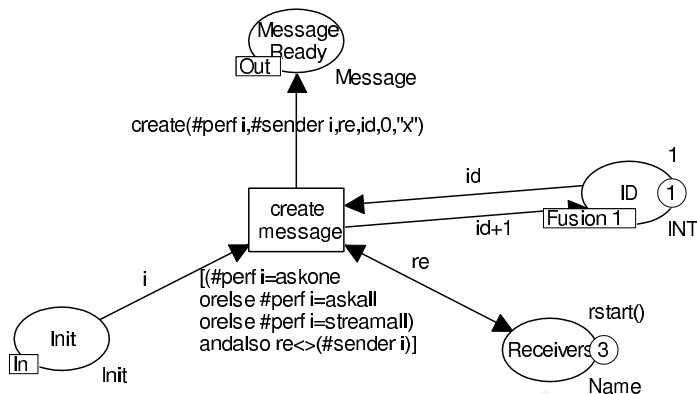 Message
Ready
Out
Message
create(#perf i,#sender i,re,id,0,"x")
1
id
ID
1
Fusion 1
INT
create
message
id+1
re
i
[(#perf i=askone
orelse #perf i=askall
orelse #perf i=streamall)
andalso re<>(#sender i)]
rstart()
Init
In
Init
Receivers
3
Name